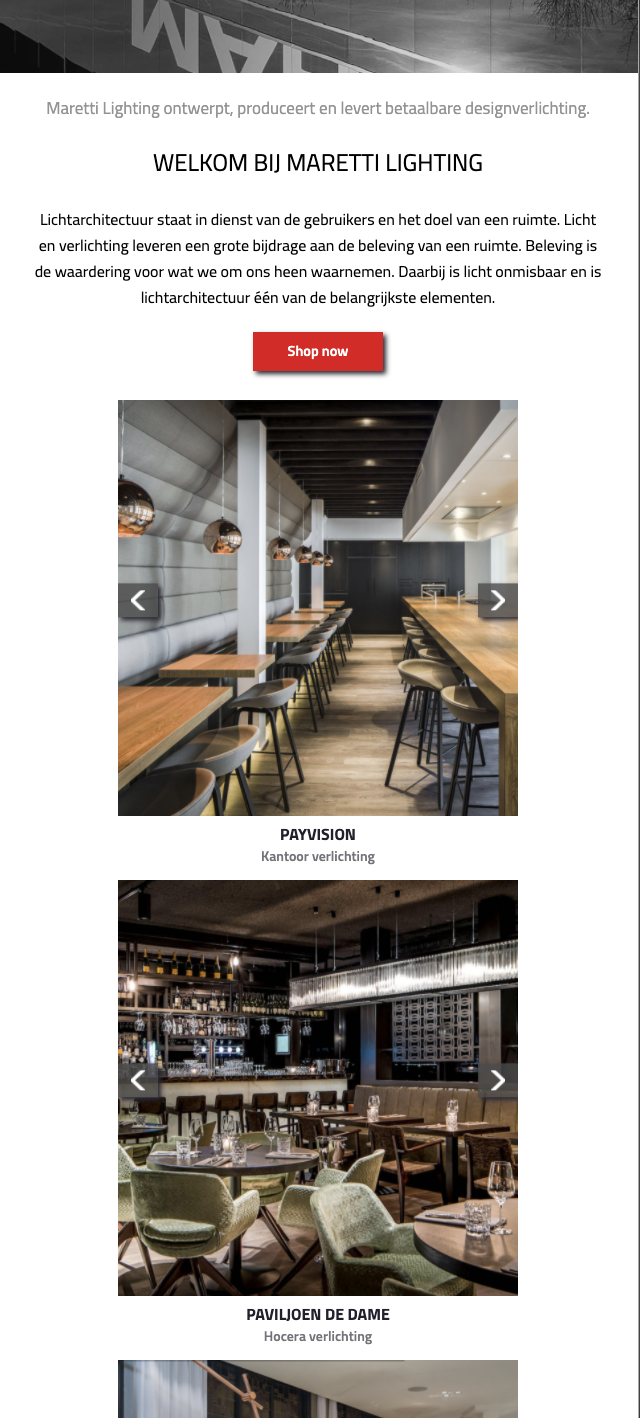 Maretti Lighting ontwerpt, produceert en levert betaalbare designverlichting.
WELKOM BIJ MARETTI LIGHTING
Lichtarchitectuur staat in dienst van de gebruikers en het doel van een ruimte. Licht
en verlichting leveren een grote bijdrage aan de beleving van een ruimte. Beleving is
de waardering voor wat we om ons heen waarnemen. Daarbij is licht onmisbaar en is
lichtarchitectuur één van de belangrijkste elementen.
Shop now
PAYVISION
Kantoor verlichting
PAVILJOEN DE DAME
Hocera verlichting